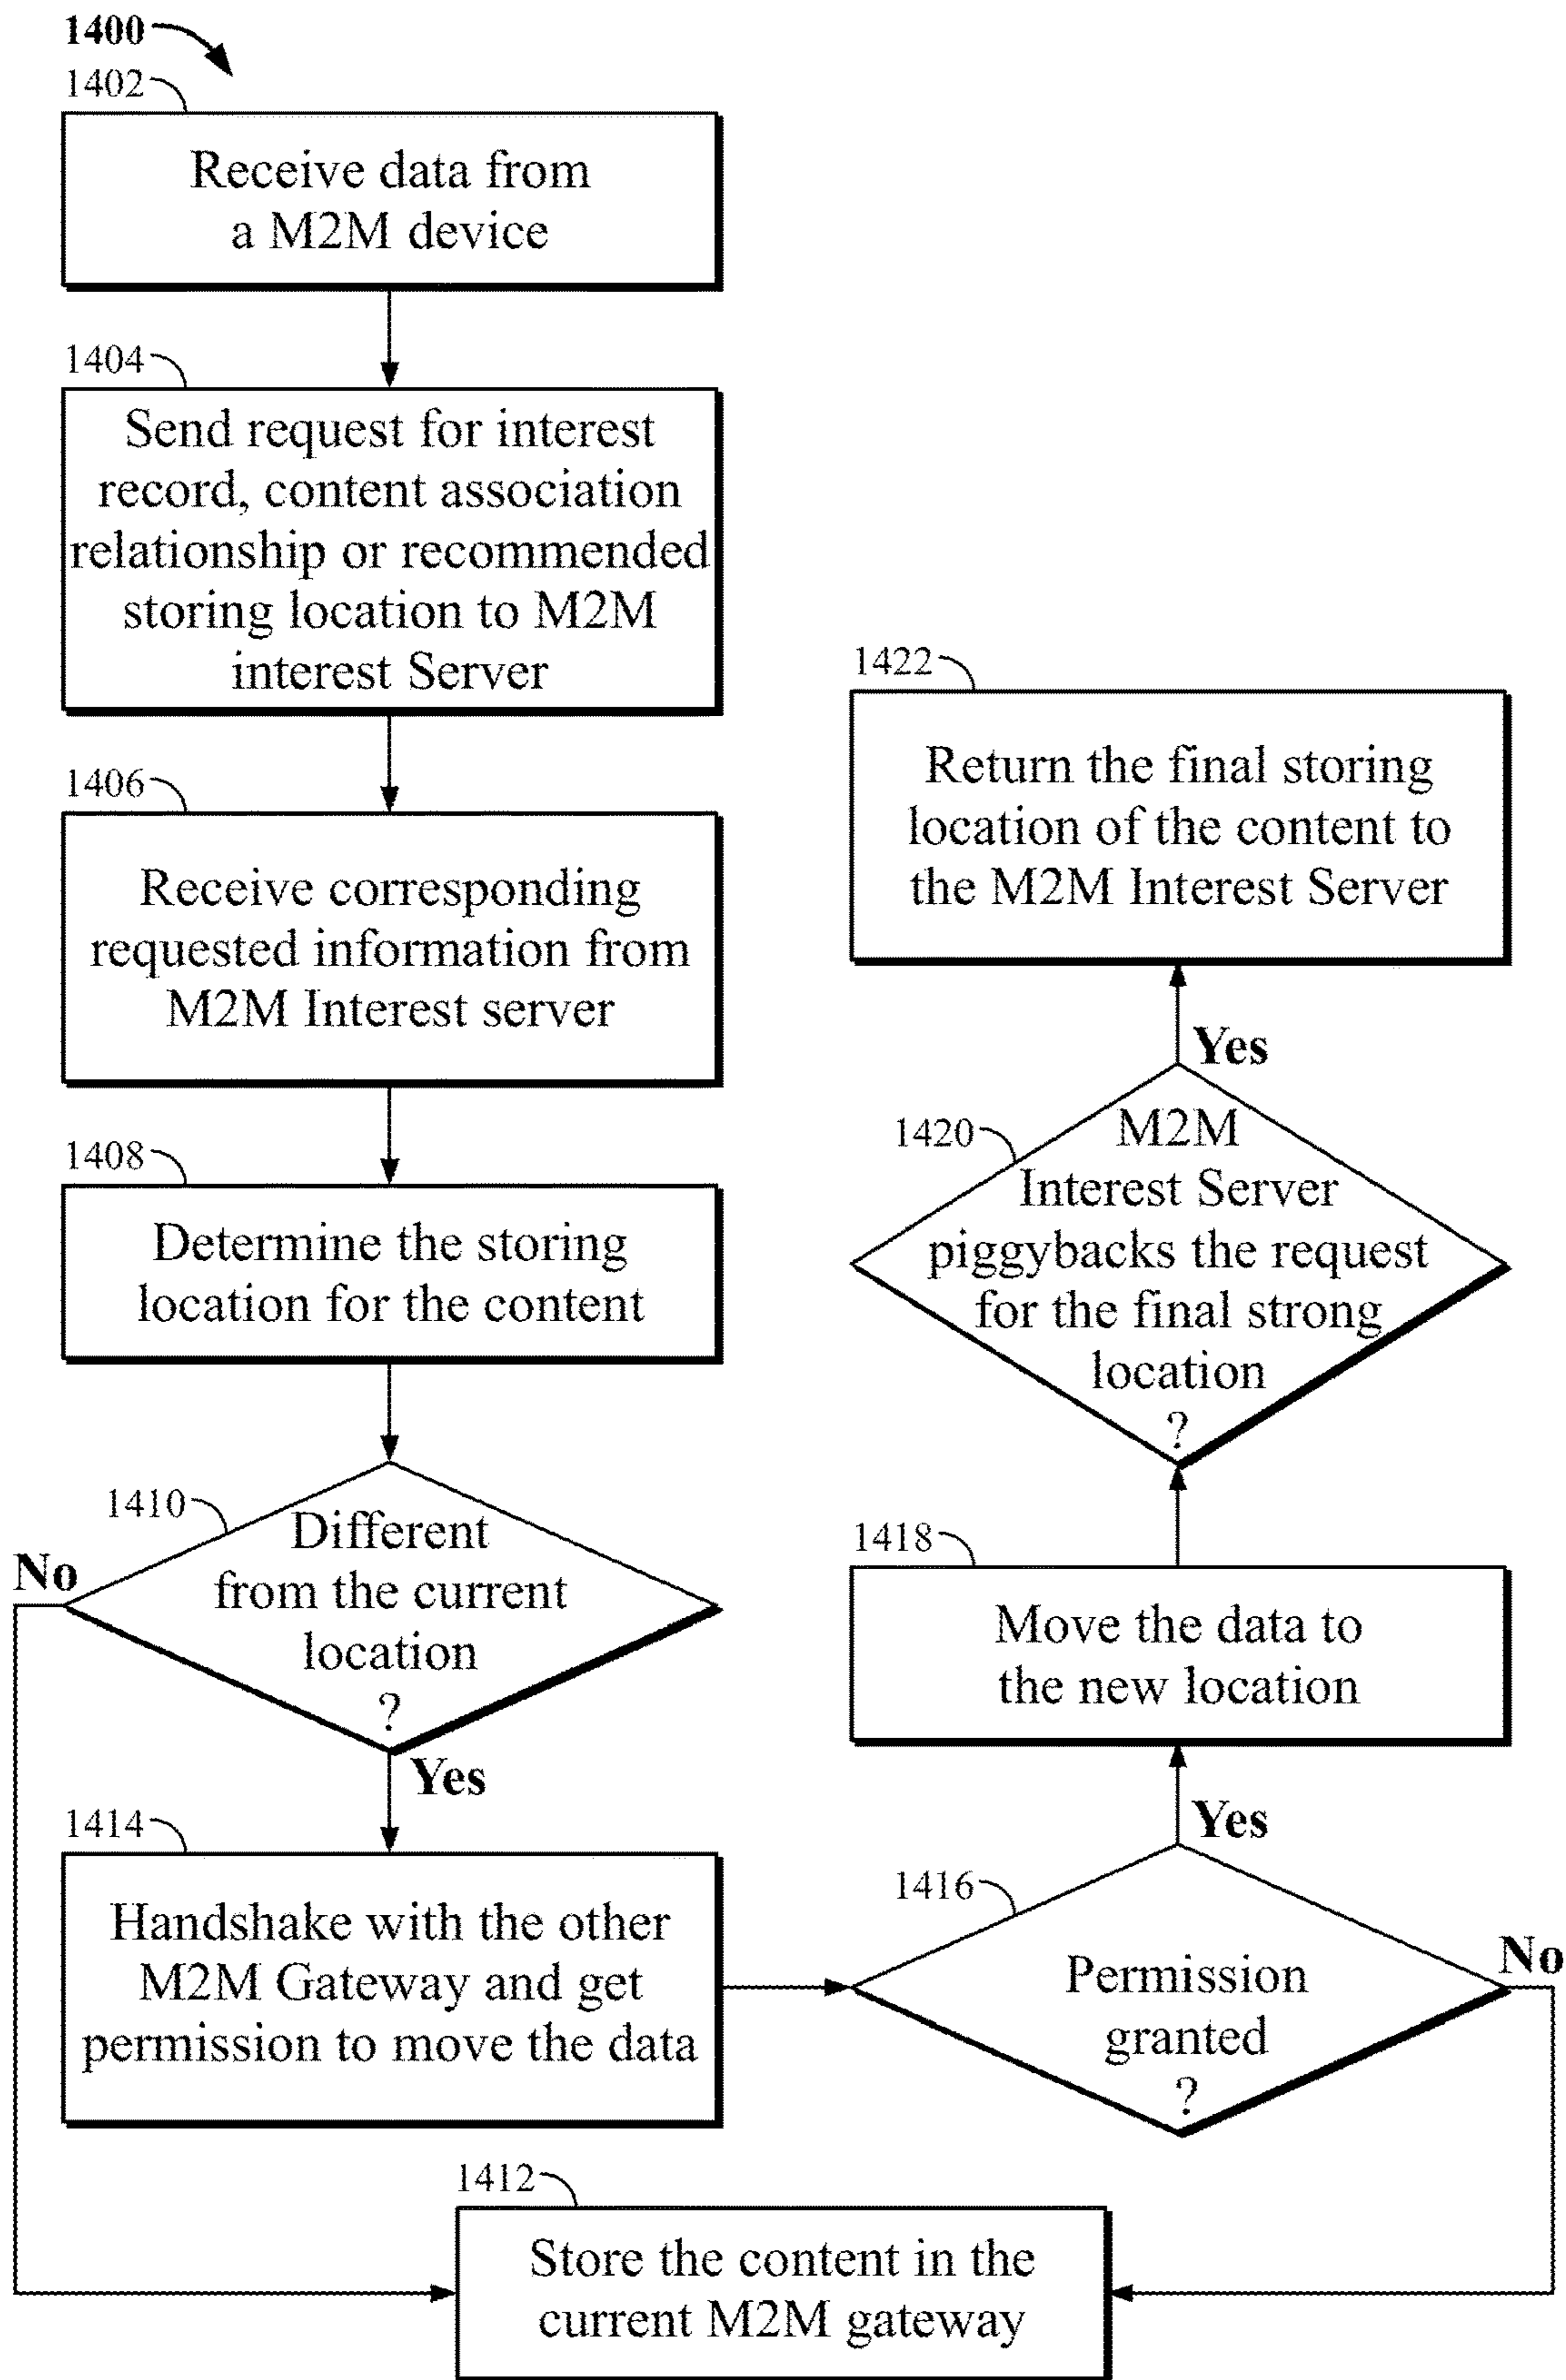 1400
1402
Receive data from
a M2M device
1404
Send request for interest
record, content association
relationship or recommended
storing location to M2M
interest Server
1406
Receive corresponding
requested information from
M2M Interest server
1408
Determine the storing
location for the content
1410
Different
from the current
location
?
No
Yes
1414
Handshake with the other
M2M Gateway and get
permission to move the data
1416
Permission
granted
?
No
Yes
1418
Move the data to
the new location
1420
M2M
Interest Server
piggybacks the request
for the final strong
location
?
Yes
1422
Return the final storing
location of the content to
the M2M Interest Server
1412
Store the content in the
current M2M gateway